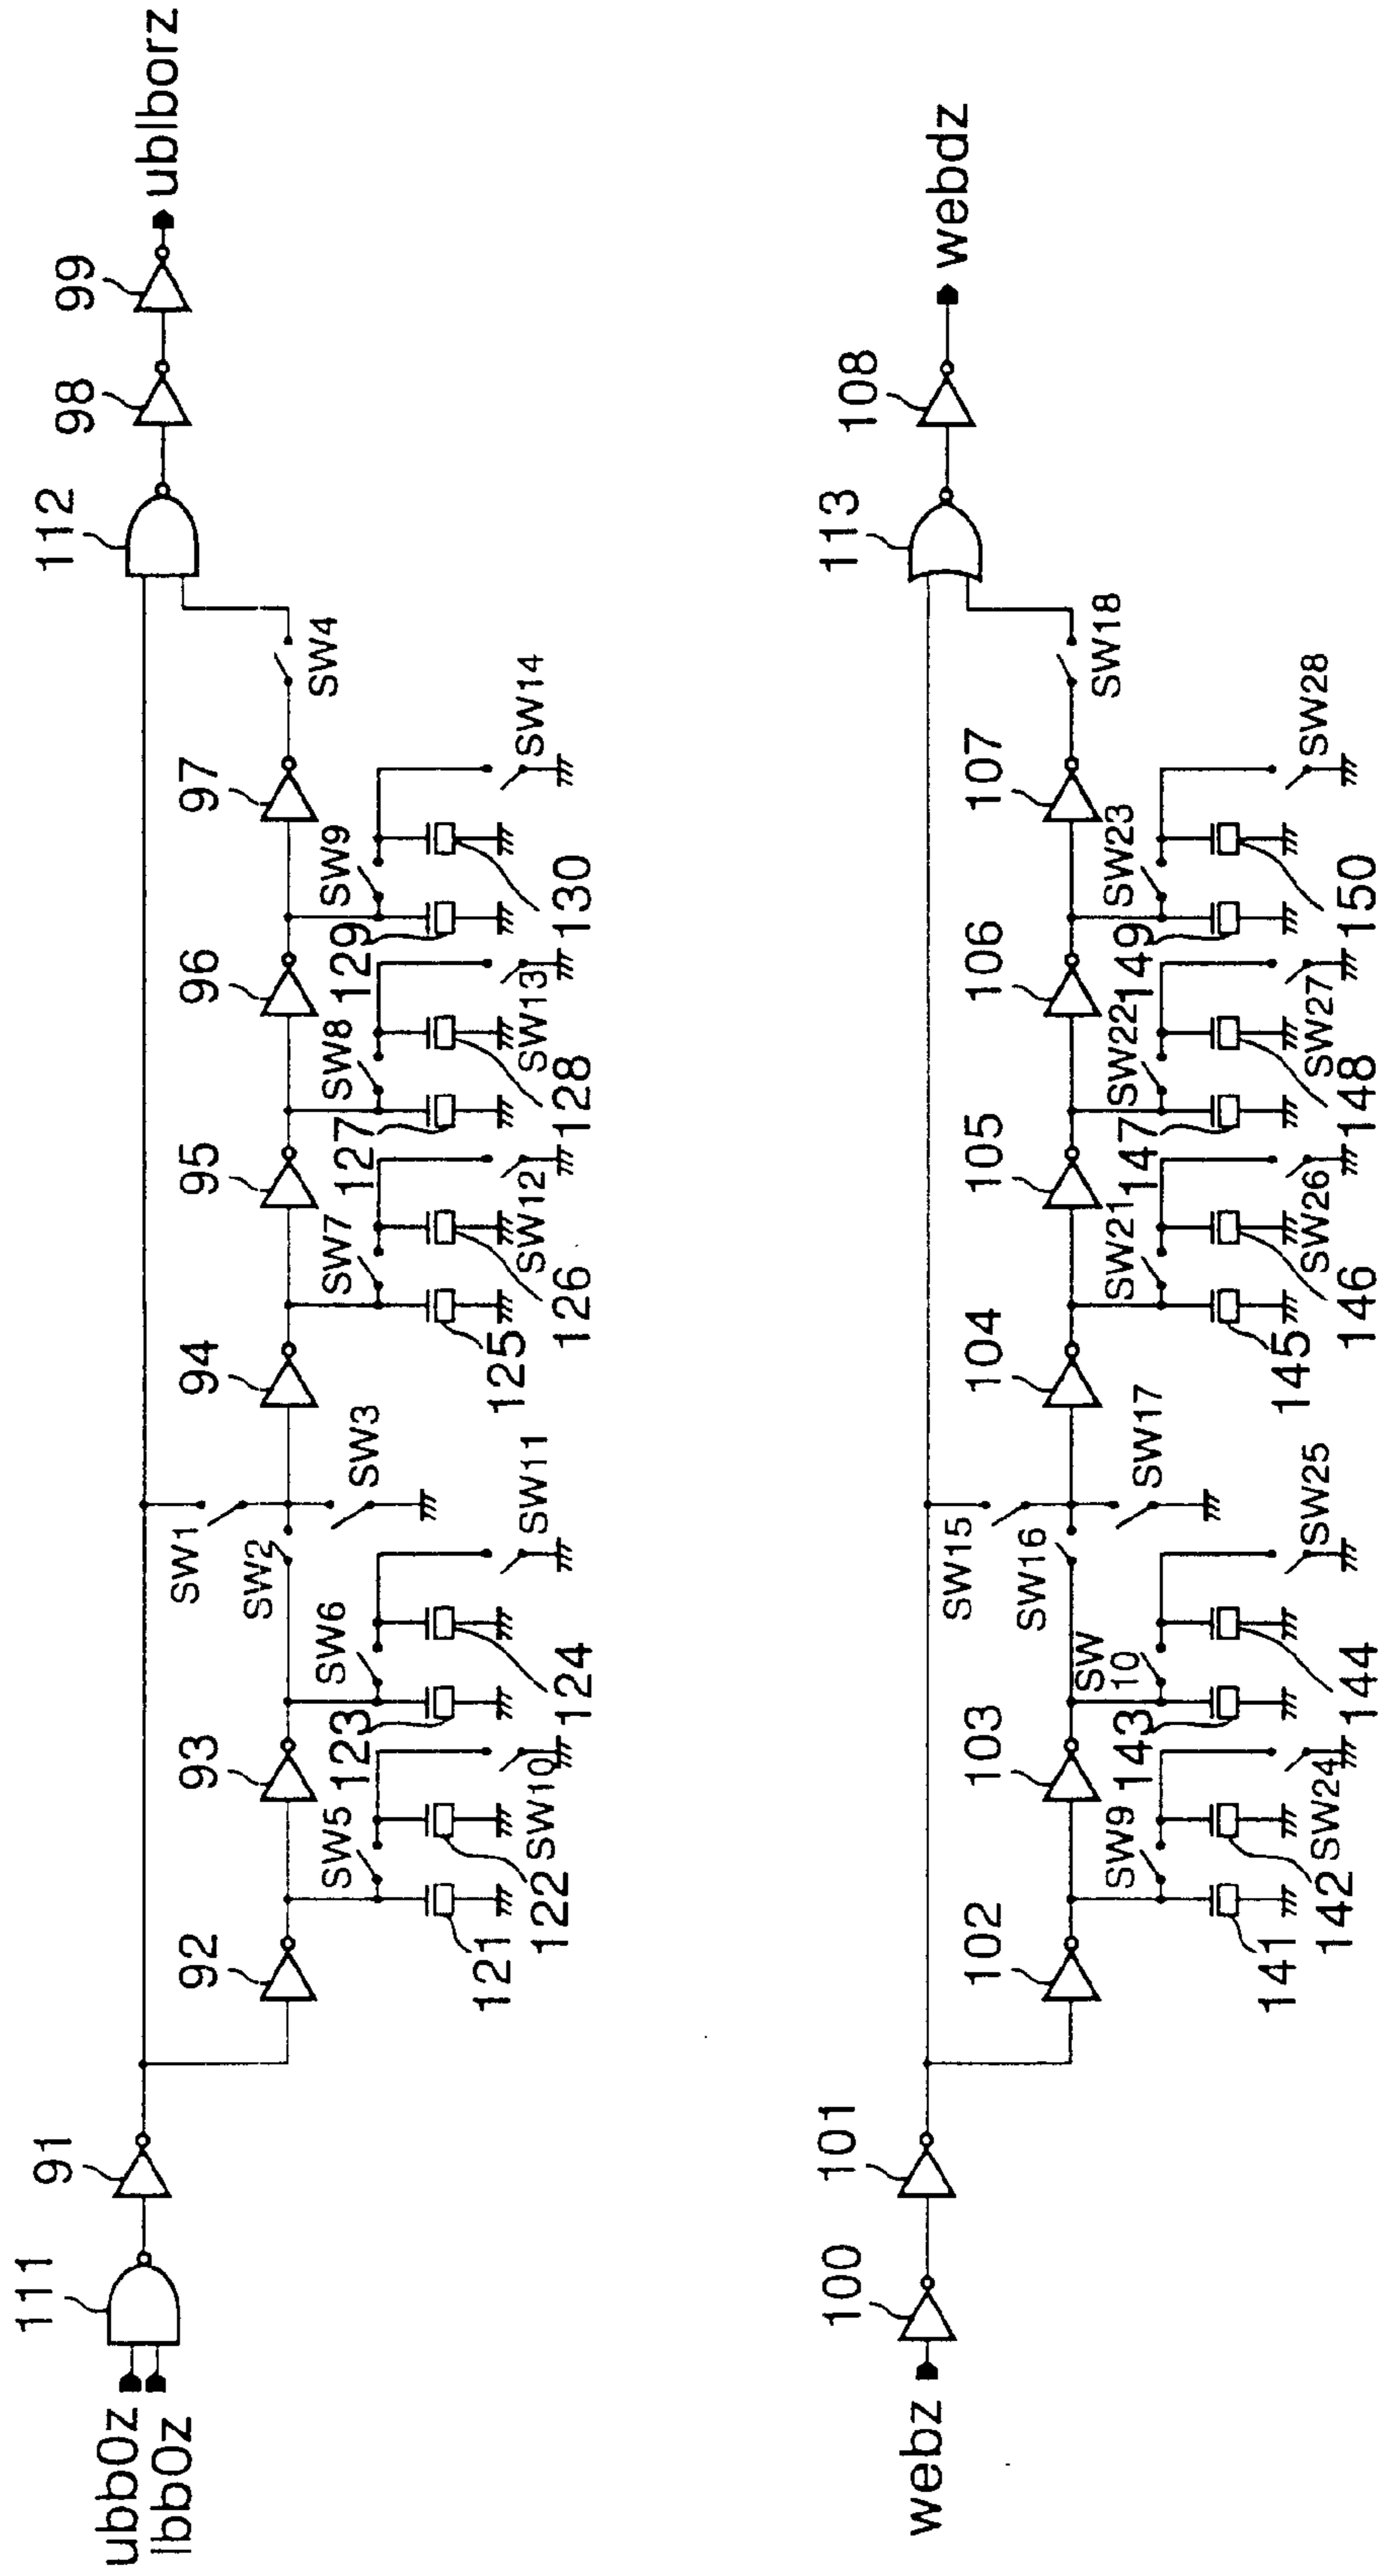 ubb0z
lbb0z
111
91
92
93
94
95
96
97
112
98
99
ublborz
SW1
SW2
SW3
SW4
SW5
SW6
SW7
SW8
SW9
121
122
SW10
123
124
SW11
125
126
SW12
127
128
SW13
129
130
SW14
webz
100
101
102
103
104
105
106
107
113
108
webdz
SW15
SW16
SW17
SW18
SW9
SW
10
SW21
SW22
SW23
141
142
SW24
143
144
SW25
145
146
SW26
147
148
SW27
149
150
SW28